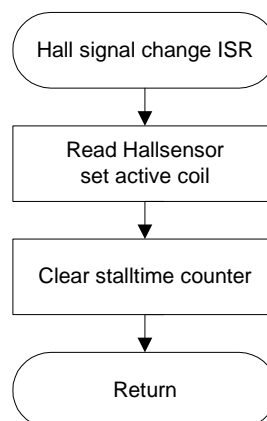 Hall signal change ISR
Read Hallsensor
set active coil
Clear stalltime counter
Return